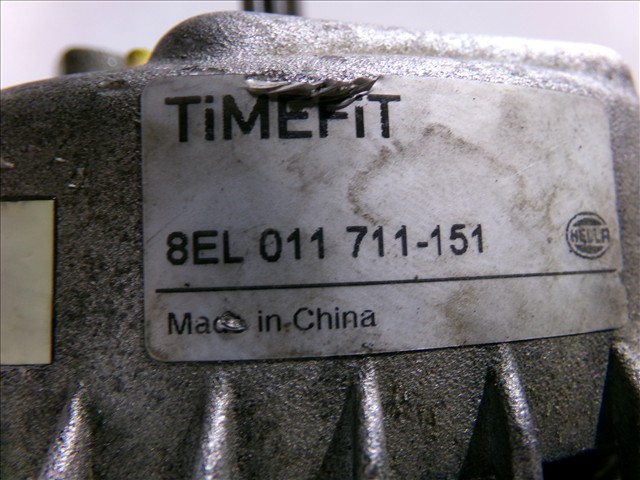 TiMEFiT
8EL 011 711-151
HELLA
Made in China